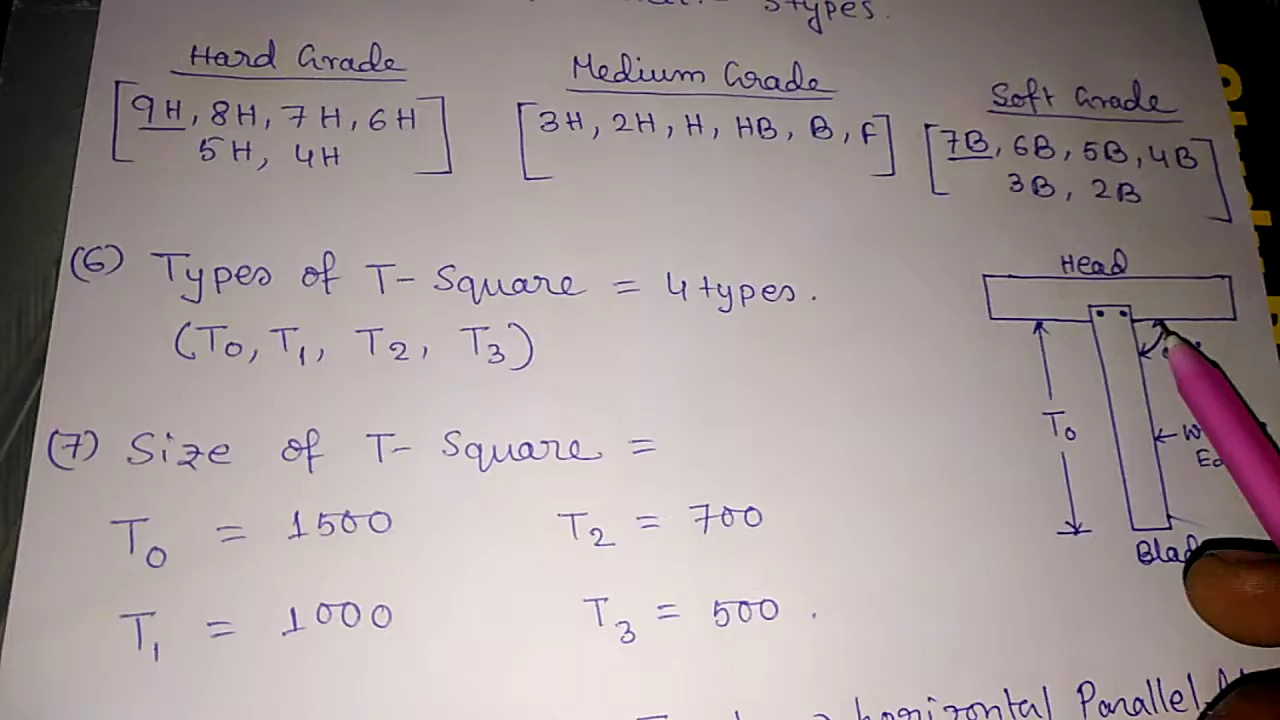 3types.
Hard Grade
[9H, 8H, 7H, 6H
5H, 4H]
Medium Grade
[3H, 2H, H, HB, B, F]
Soft Grade
[7B, 6B, 5B, 4B
3B, 2B]
(6) Types of T-Square = 4 types.
(T0, T1, T2, T3)
Head
T0
(7) Size of T-Square =
T0 = 1500 T2 = 700
T1 = 1000 T3 = 500.
horizontal Parallel